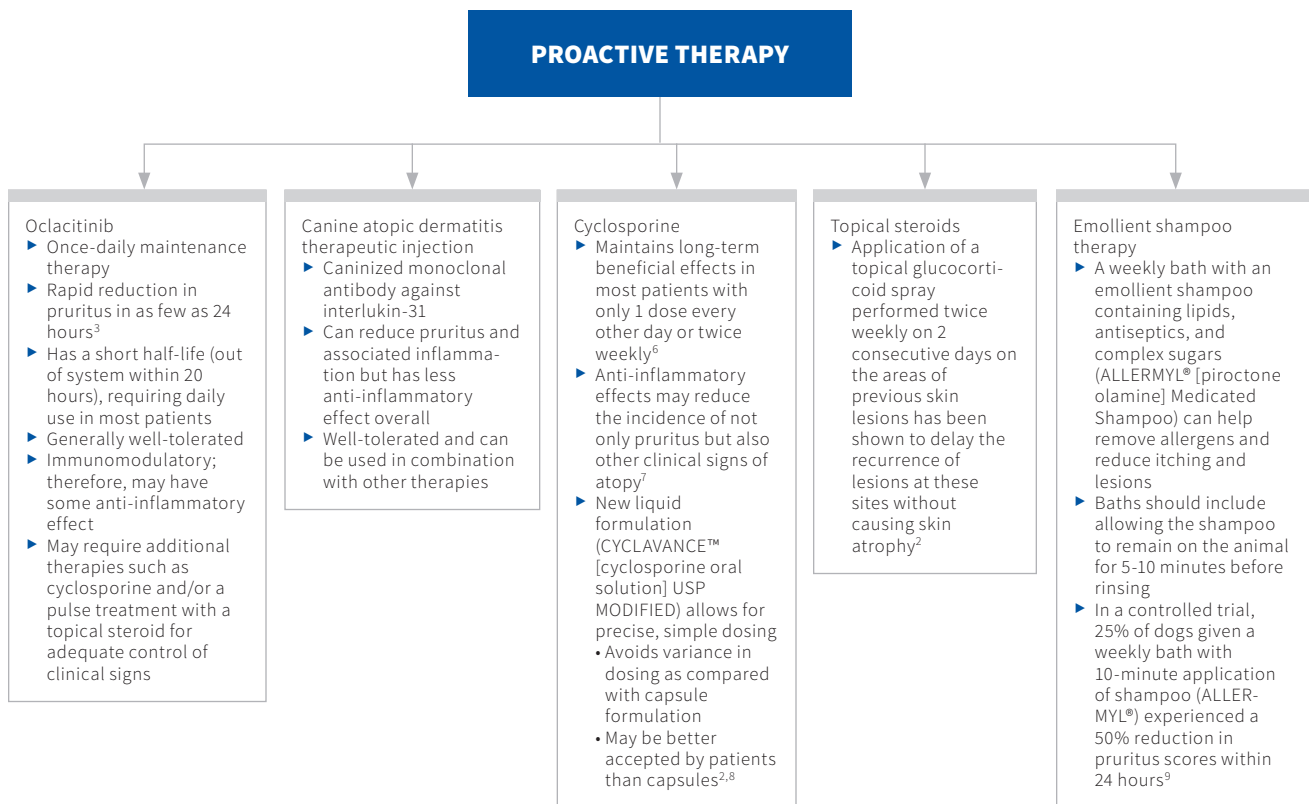 PROACTIVE THERAPY
Oclacitinib
► Once-daily maintenance
therapy
► Rapid reduction in
pruritus in as few as 24
hours3
► Has a short half-life (out
of system within 20
hours), requiring daily
use in most patients
► Generally well-tolerated
► Immunomodulatory;
therefore, may have
some anti-inflammatory
effect
► May require additional
therapies such as
cyclosporine and/or a
pulse treatment with a
topical steroid for
adequate control of
clinical signs
Canine atopic dermatitis
therapeutic injection
► Caninized monoclonal
antibody against
interlukin-31
► Can reduce pruritus and
associated inflamma-
tion but has less
anti-inflammatory
effect overall
► Well-tolerated and can
be used in combination
with other therapies
Cyclosporine
► Maintains long-term
beneficial effects in
most patients with
only 1 dose every
other day or twice
weekly6
► Anti-inflammatory
effects may reduce
the incidence of not
only pruritus but also
other clinical signs of
atopy7
► New liquid
formulation
(CYCLAVANCE™
[cyclosporine oral
solution] USP
MODIFIED) allows for
precise, simple dosing
• Avoids variance in
dosing as compared
with capsule
formulation
• May be better
accepted by patients
than capsules2,8
Topical steroids
► Application of a
topical glucocorti-
coid spray
performed twice
weekly on 2
consecutive days on
the areas of
previous skin
lesions has been
shown to delay the
recurrence of
lesions at these
sites without
causing skin
atrophy2
Emollient shampoo
therapy
► A weekly bath with an
emollient shampoo
containing lipids,
antiseptics, and
complex sugars
(ALLERMYL® [piroctone
olamine] Medicated
Shampoo) can help
remove allergens and
reduce itching and
lesions
► Baths should include
allowing the shampoo
to remain on the animal
for 5-10 minutes before
rinsing
► In a controlled trial,
25% of dogs given a
weekly bath with
10-minute application
of shampoo (ALLER-
MYL®) experienced a
50% reduction in
pruritus scores within
24 hours9